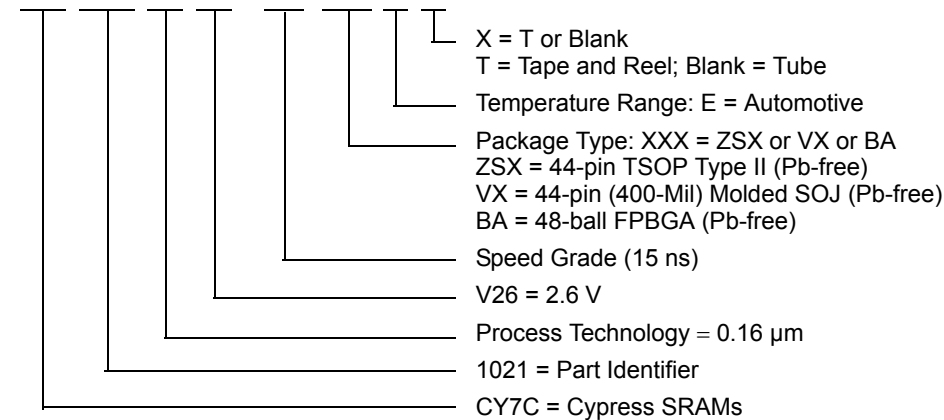 X = T or Blank
T = Tape and Reel; Blank = Tube
Temperature Range: E = Automotive
Package Type: XXX = ZSX or VX or BA
ZSX = 44-pin TSOP Type II (Pb-free)
VX = 44-pin (400-Mil) Molded SOJ (Pb-free)
BA = 48-ball FPBGA (Pb-free)
Speed Grade (15 ns)
V26 = 2.6 V
Process Technology = 0.16 µm
1021 = Part Identifier
CY7C = Cypress SRAMs